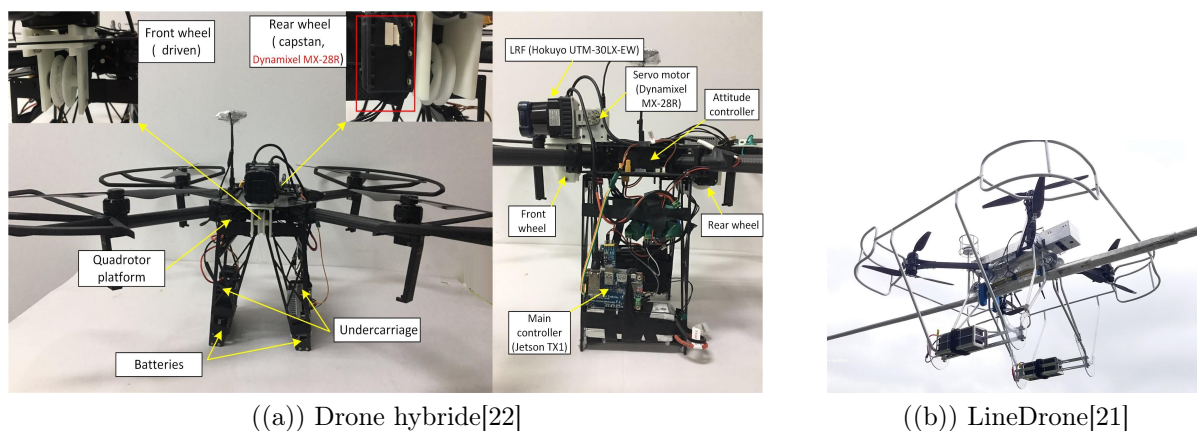 Front wheel
( driven)
Rear wheel
( capstan,
Dynamixel MX-28R)
Quadrotor
platform
Undercarriage
Batteries
LRF (Hokuyo UTM-30LX-EW)
Servo motor
(Dynamixel
MX-28R)
Attitude
controller
Front
wheel
Rear wheel
Main
controller
(Jetson TX1)
((a)) Drone hybride[22]
((b)) LineDrone[21]